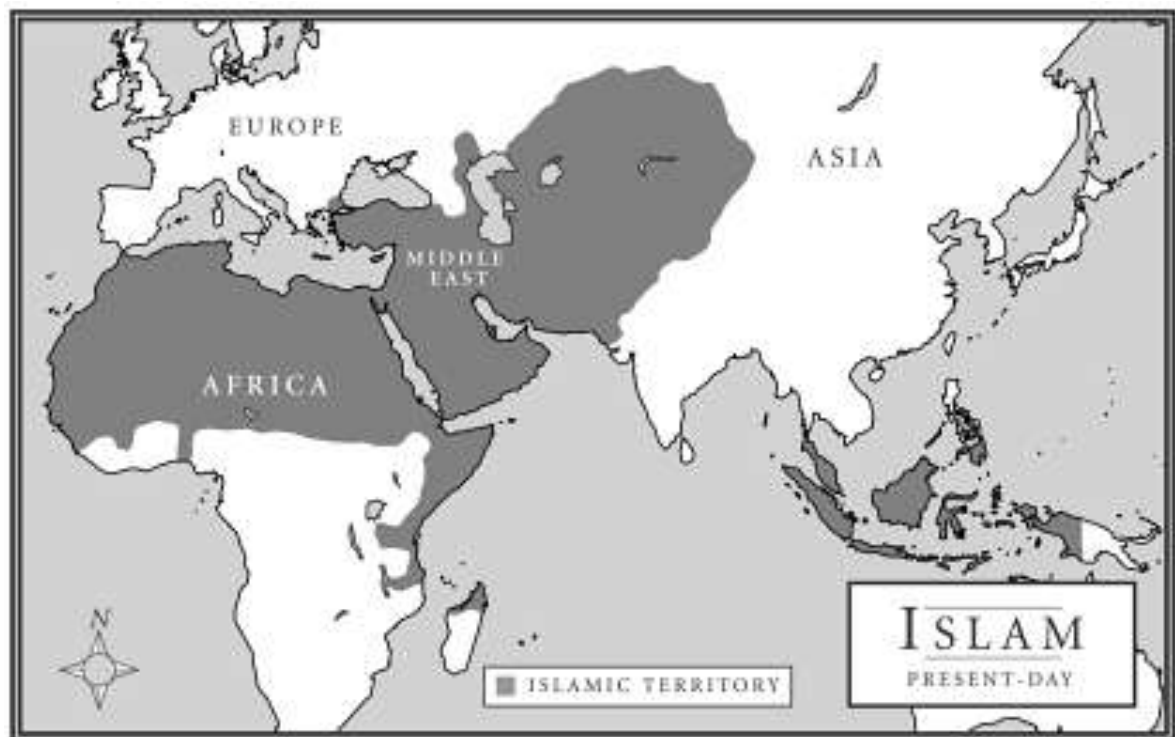 EUROPE
ASIA
MIDDLE
EAST
AFRICA
N
ISLAM
PRESENT-DAY
ISLAMIC TERRITORY